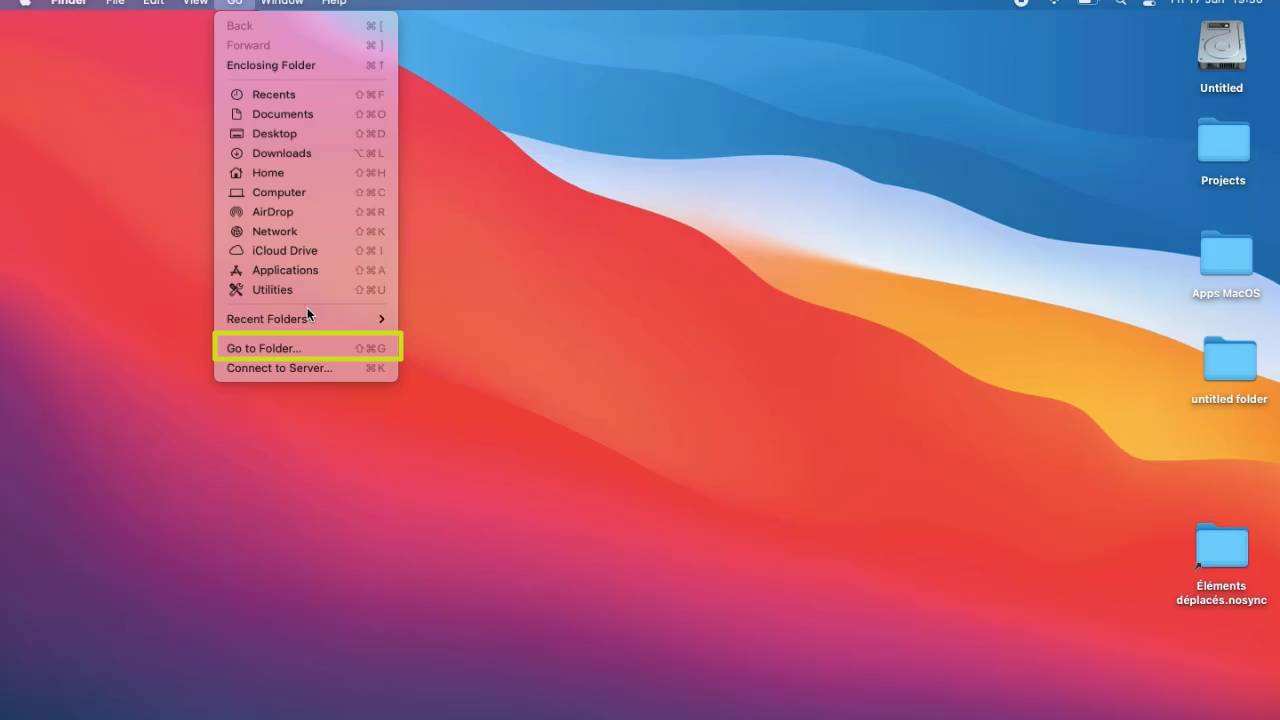 Finder File Edit View Go Window Help
Back ⌘ [
Forward ⌘ ]
Enclosing Folder ⌘ ↑
Recents ⇧ ⌘ F
Documents ⇧ ⌘ O
Desktop ⇧ ⌘ D
Downloads ⌥ ⌘ L
Home ⇧ ⌘ H
Computer ⇧ ⌘ C
AirDrop ⇧ ⌘ R
Network ⇧ ⌘ K
iCloud Drive ⇧ ⌘ I
Applications ⇧ ⌘ A
Utilities ⇧ ⌘ U
Recent Folders
Go to Folder... ⇧ ⌘ G
Connect to Server... ⌘ K
Untitled
Projects
Apps MacOS
untitled folder
Éléments
déplacés.nosync